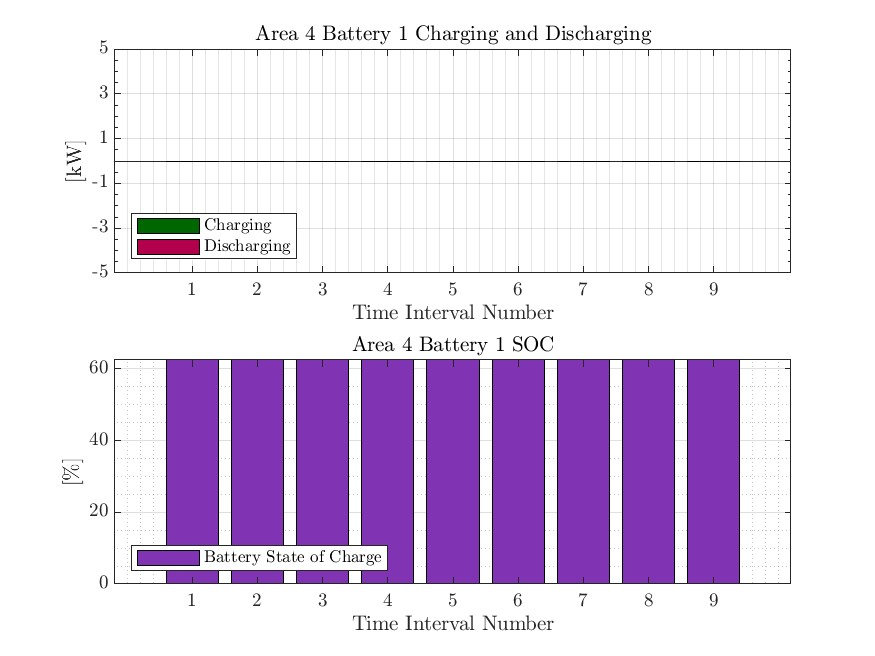 Area 4 Battery 1 Charging and Discharging
5
3
1
-1
-3
-5
[kW]
Charging
Discharging
1 2 3 4 5 6 7 8 9
Time Interval Number
Area 4 Battery 1 SOC
60
40
20
0
[%]
Battery State of Charge
1 2 3 4 5 6 7 8 9
Time Interval Number